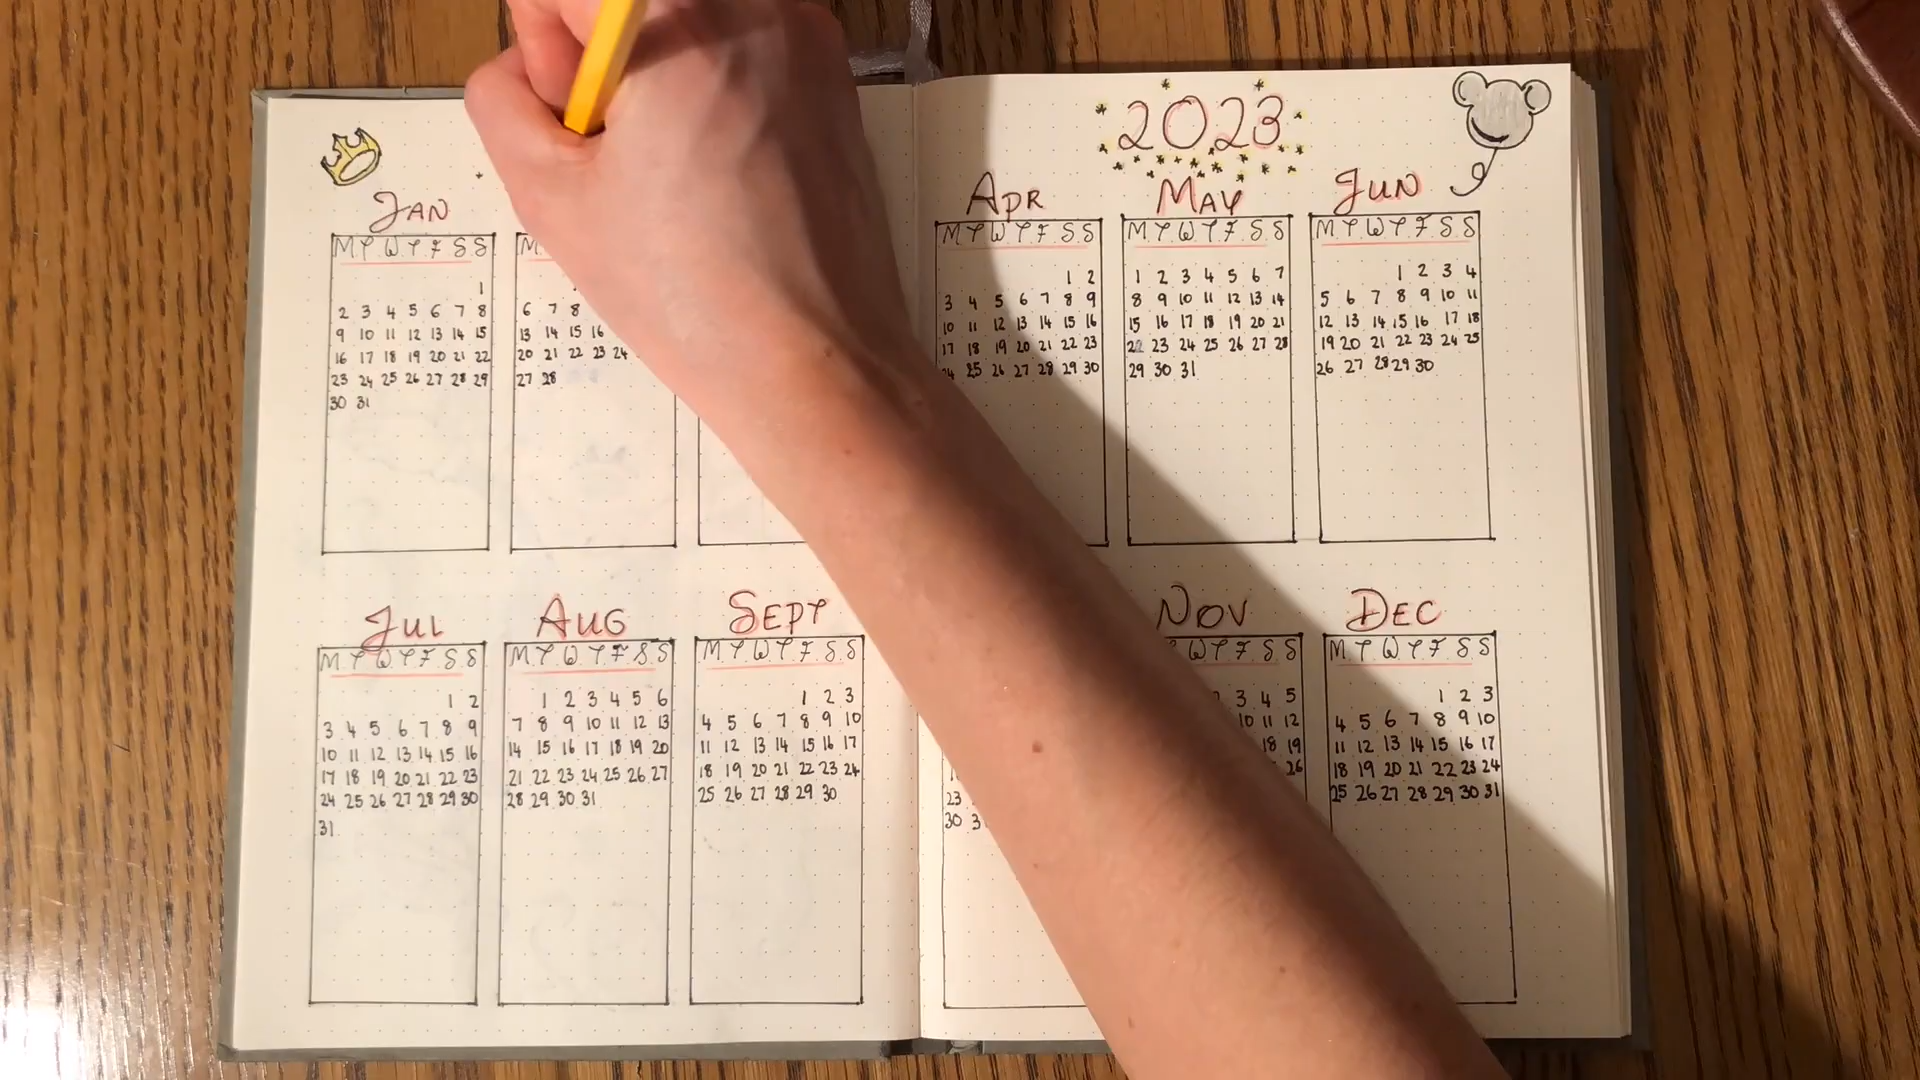 2023
JAN
M T W T F S S
1
2 3 4 5 6 7 8
9 10 11 12 13 14 15
16 17 18 19 20 21 22
23 24 25 26 27 28 29
30 31
M
6 7 8
13 14 15 16
20 21 22 23 24
27 28
APR
M T W T F S S
1 2
3 4 5 6 7 8 9
10 11 12 13 14 15 16
17 18 19 20 21 22 23
24 25 26 27 28 29 30
MAY
M T W T F S S
1 2 3 4 5 6 7
8 9 10 11 12 13 14
15 16 17 18 19 20 21
22 23 24 25 26 27 28
29 30 31
JUN
M T W T F S S
1 2 3 4
5 6 7 8 9 10 11
12 13 14 15 16 17 18
19 20 21 22 23 24 25
26 27 28 29 30
JUL
M T W T F S S
1 2
3 4 5 6 7 8 9
10 11 12 13 14 15 16
17 18 19 20 21 22 23
24 25 26 27 28 29 30
31
AUG
M T W T F S S
1 2 3 4 5 6
7 8 9 10 11 12 13
14 15 16 17 18 19 20
21 22 23 24 25 26 27
28 29 30 31
SEPT
M T W T F S S
1 2 3
4 5 6 7 8 9 10
11 12 13 14 15 16 17
18 19 20 21 22 23 24
25 26 27 28 29 30
23
30
NOV
W T F S S
3 4 5
10 11 12
18 19
26
DEC
M T W T F S S
1 2 3
4 5 6 7 8 9 10
11 12 13 14 15 16 17
18 19 20 21 22 23 24
25 26 27 28 29 30 31